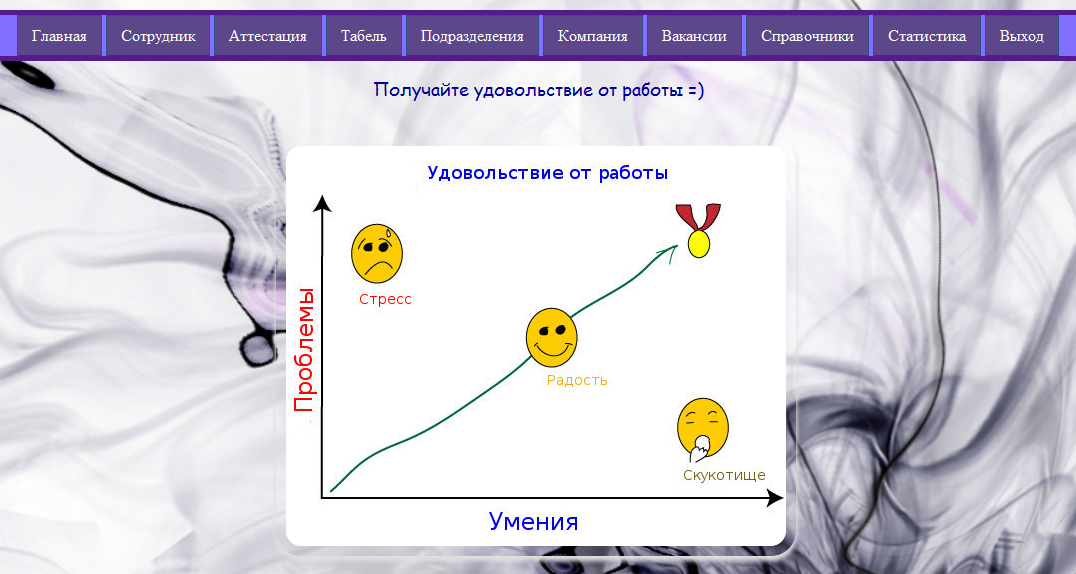 Главная Сотрудник Аттестация Табель Подразделения Компания Вакансии Справочники Статистика Выход
Получайте удовольствие от работы =)
Удовольствие от работы
Стресс
Проблемы
Радость
Скукотище
Умения